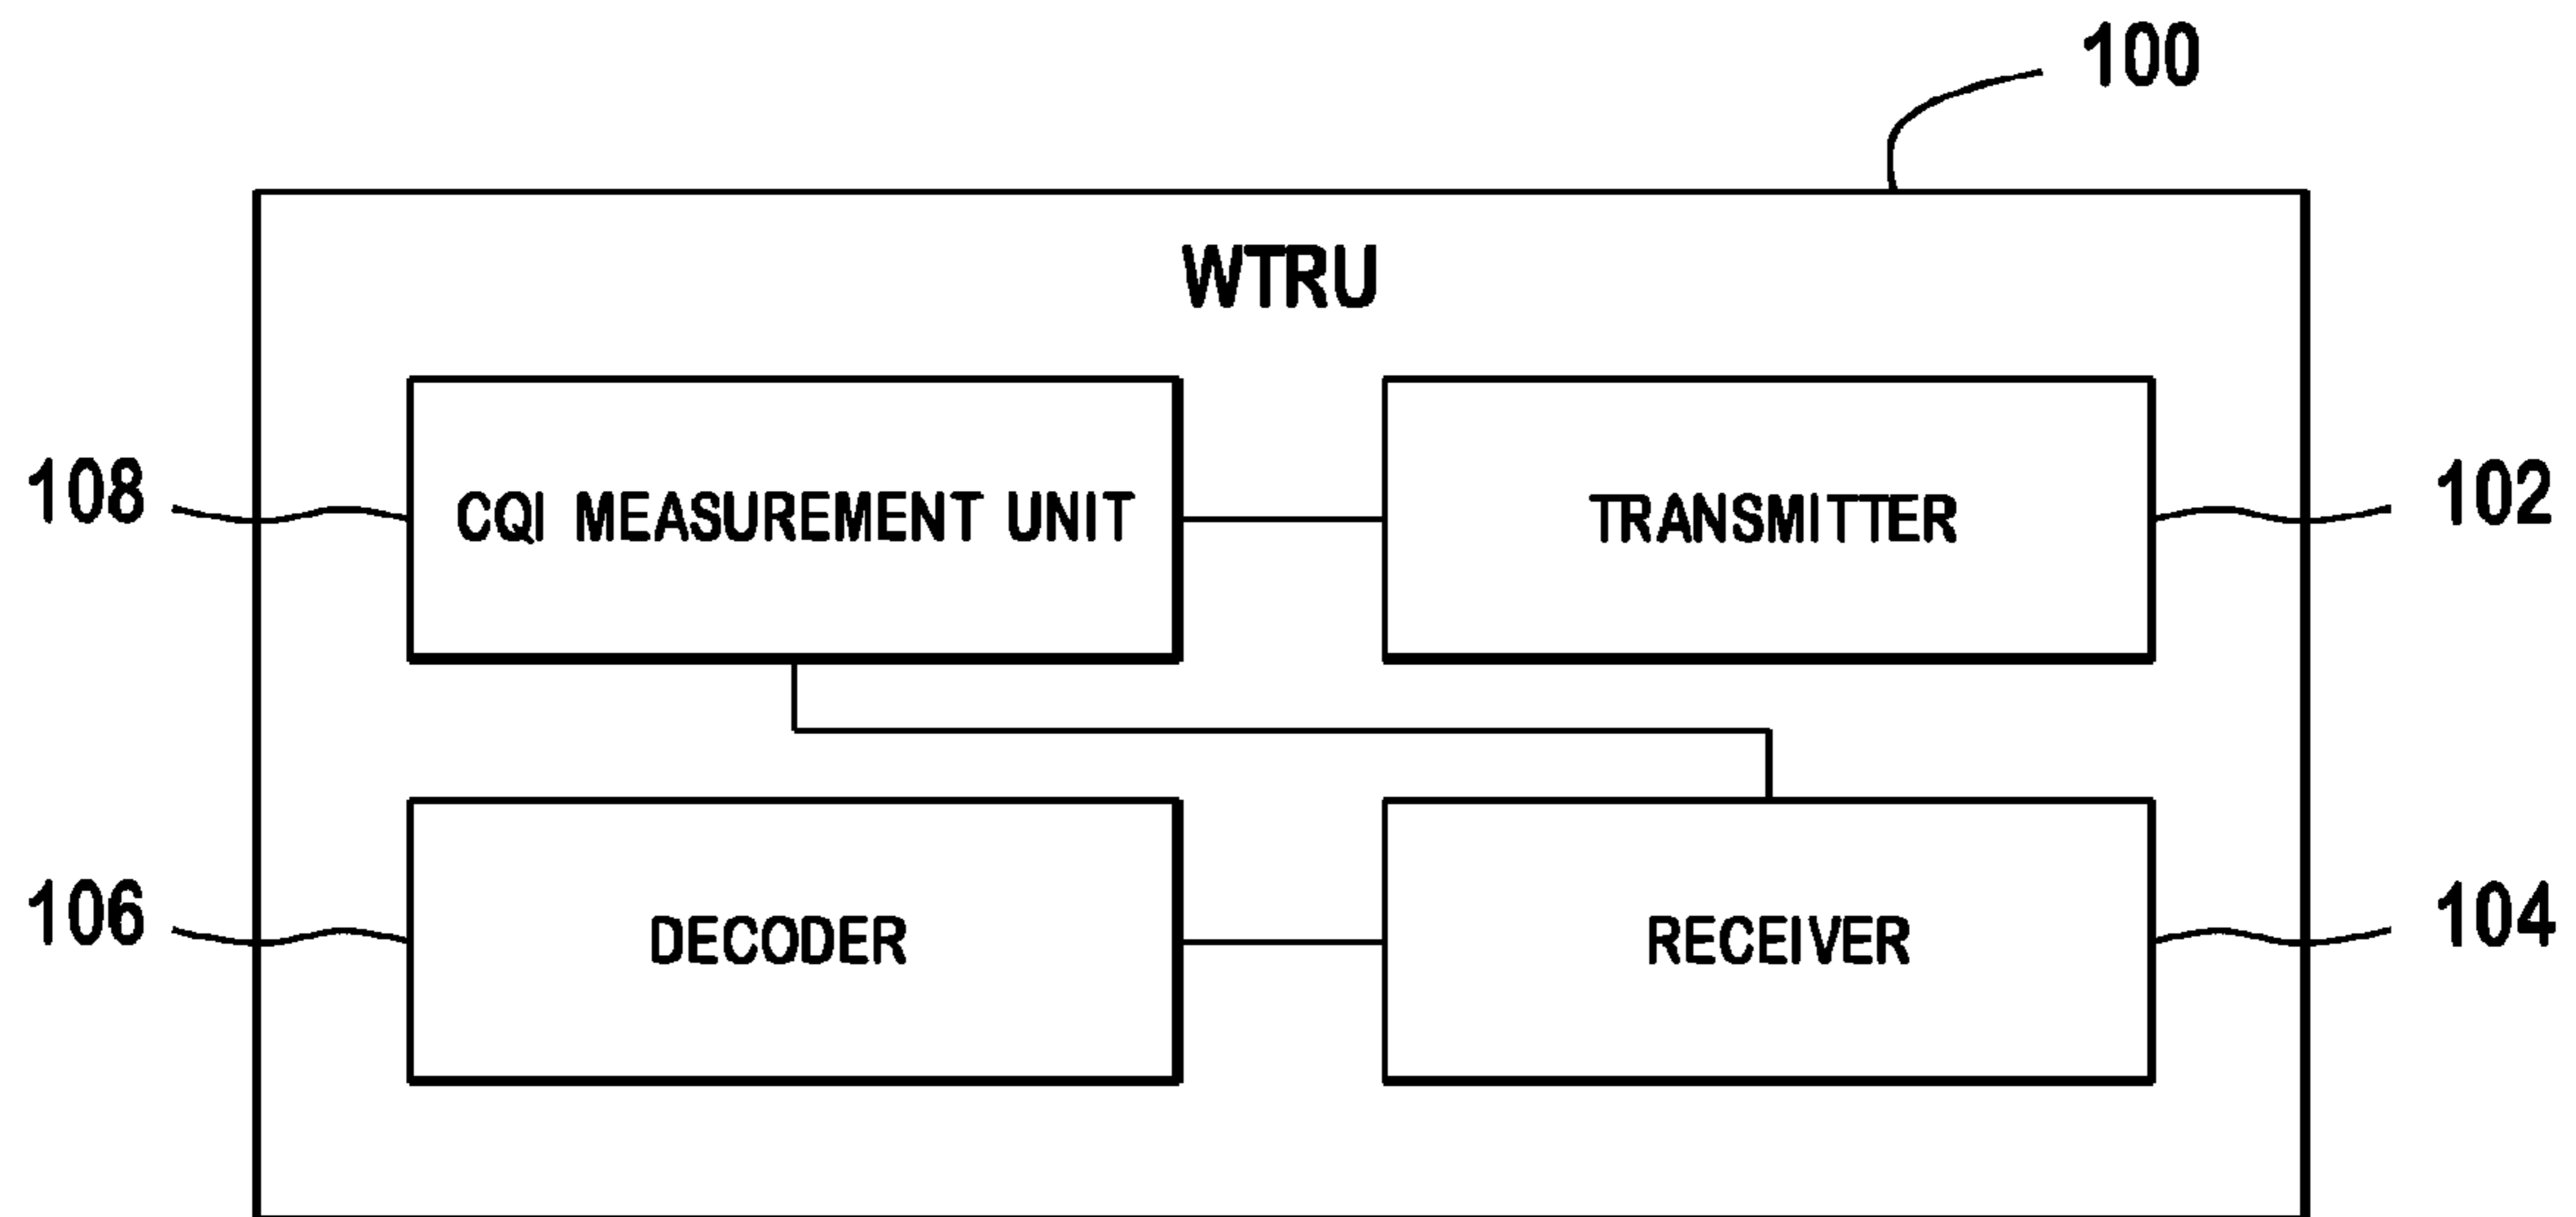 100
WTRU
108
CQI MEASUREMENT UNIT
TRANSMITTER
102
106
DECODER
RECEIVER
104